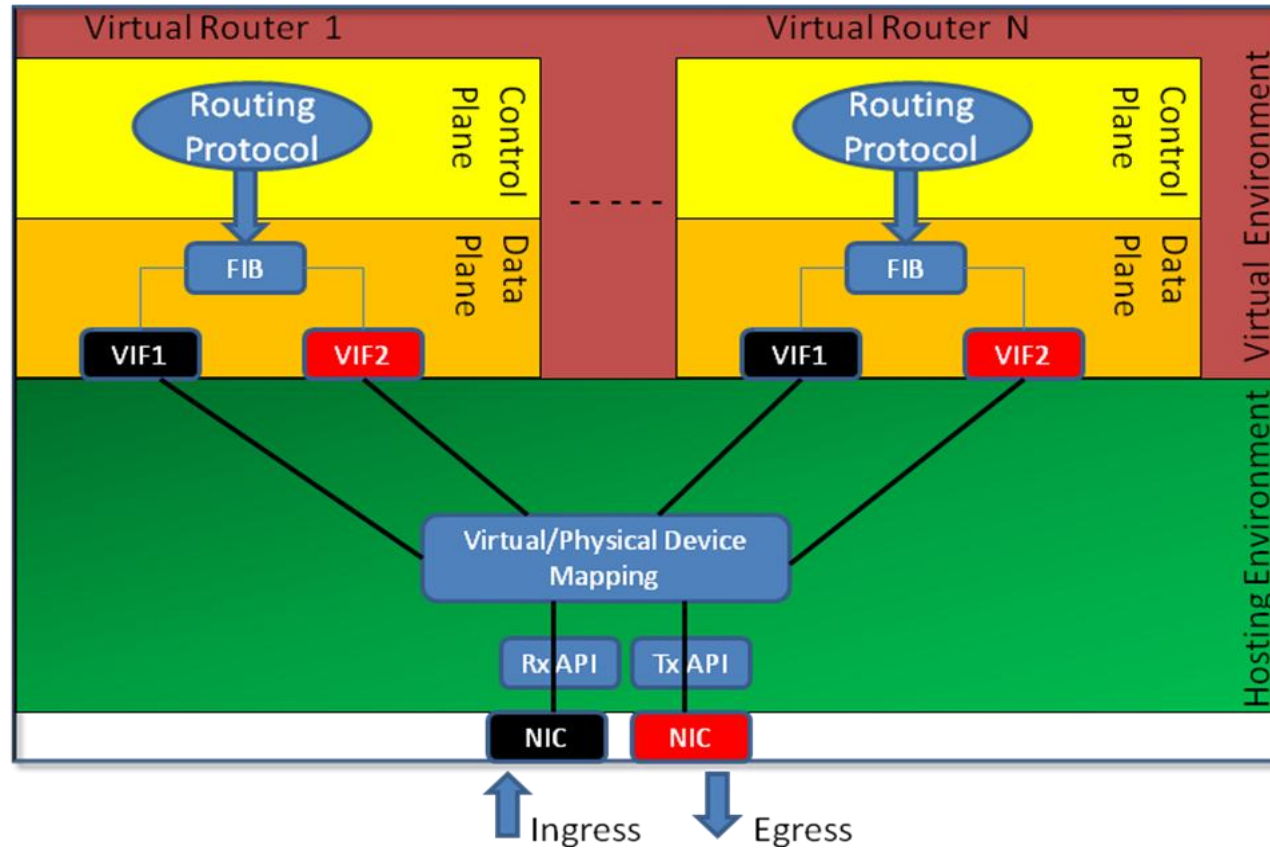 Virtual Router 1
Virtual Router N
Routing
Protocol
Control
Plane
Routing
Protocol
Control
Plane
FIB
Data
Plane
FIB
Data
Plane
Virtual Environment
VIF1
VIF2
VIF1
VIF2
-----
Virtual/Physical Device
Mapping
Rx API
Tx API
Hosting Environment
NIC
NIC
Ingress
Egress